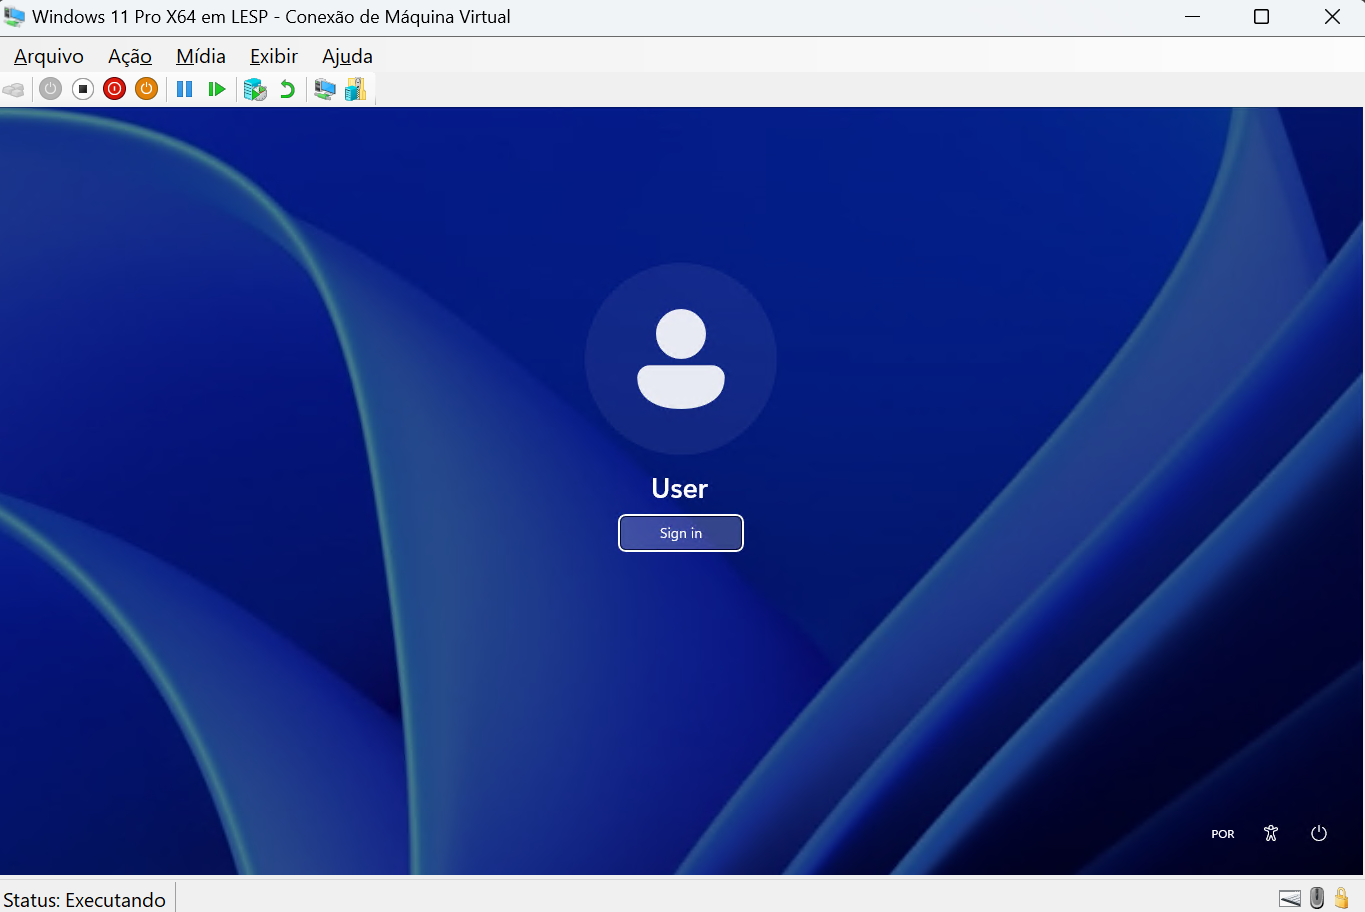 Windows 11 Pro X64 em LESP - Conexão de Máquina Virtual
Arquivo Ação Mídia Exibir Ajuda
User
Sign in
POR
Status: Executando